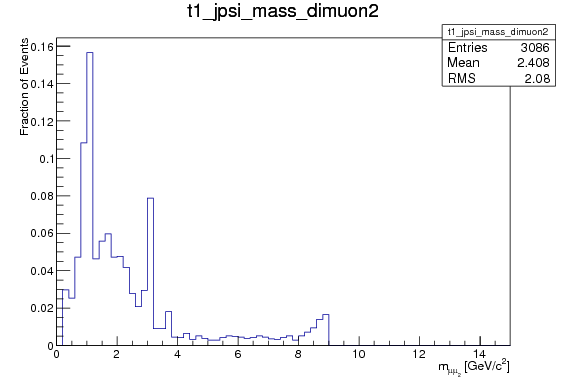 t1_jpsi_mass_dimuon2
t1_jpsi_mass_dimuon2
Entries 3086
Mean 2.408
RMS 2.08
Fraction of Events
0.16
0.14
0.12
0.1
0.08
0.06
0.04
0.02
0
0 2 4 6 8 10 12 14
m_μμ₂ [GeV/c²]